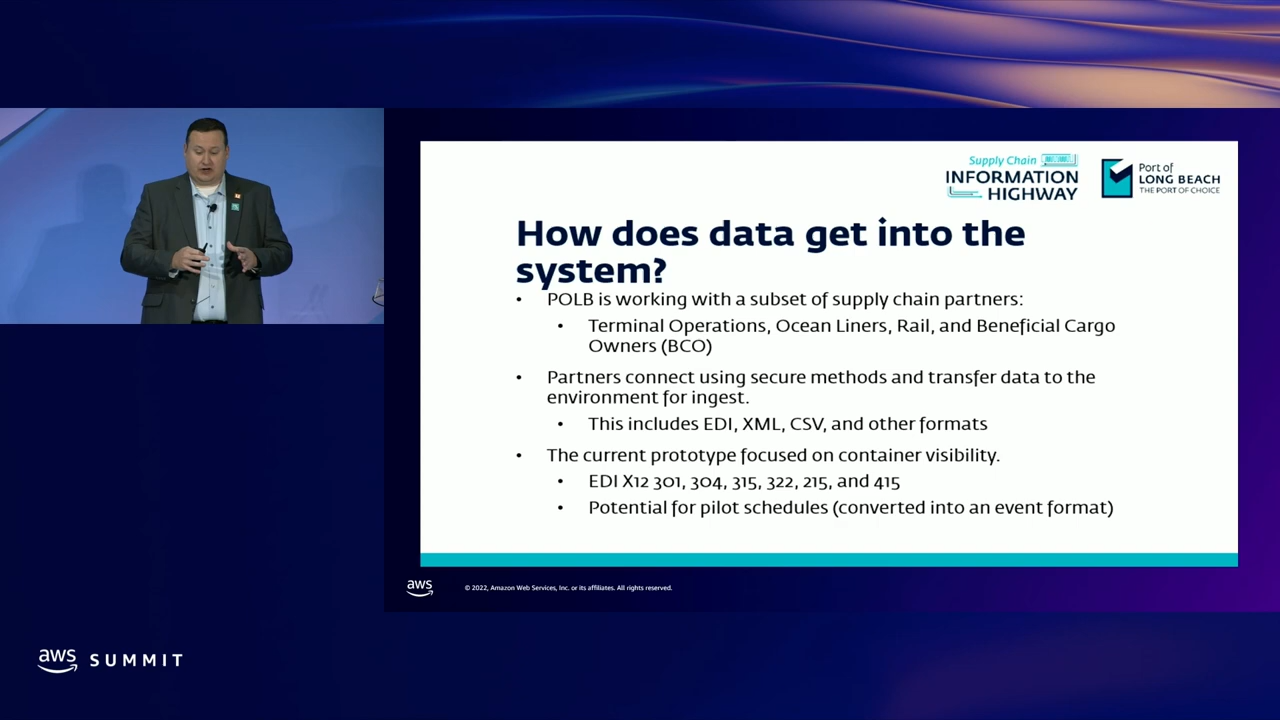 Supply Chain
INFORMATION
HIGHWAY
Port of
LONG BEACH
THE PORT OF CHOICE
How does data get into the
system?
• POLB is working with a subset of supply chain partners:
• Terminal Operations, Ocean Liners, Rail, and Beneficial Cargo
Owners (BCO)
• Partners connect using secure methods and transfer data to the
environment for ingest.
• This includes EDI, XML, CSV, and other formats
• The current prototype focused on container visibility.
• EDI X12 301, 304, 315, 322, 215, and 415
• Potential for pilot schedules (converted into an event format)
aws
© 2022, Amazon Web Services, Inc. or its affiliates. All rights reserved.
aws SUMMIT